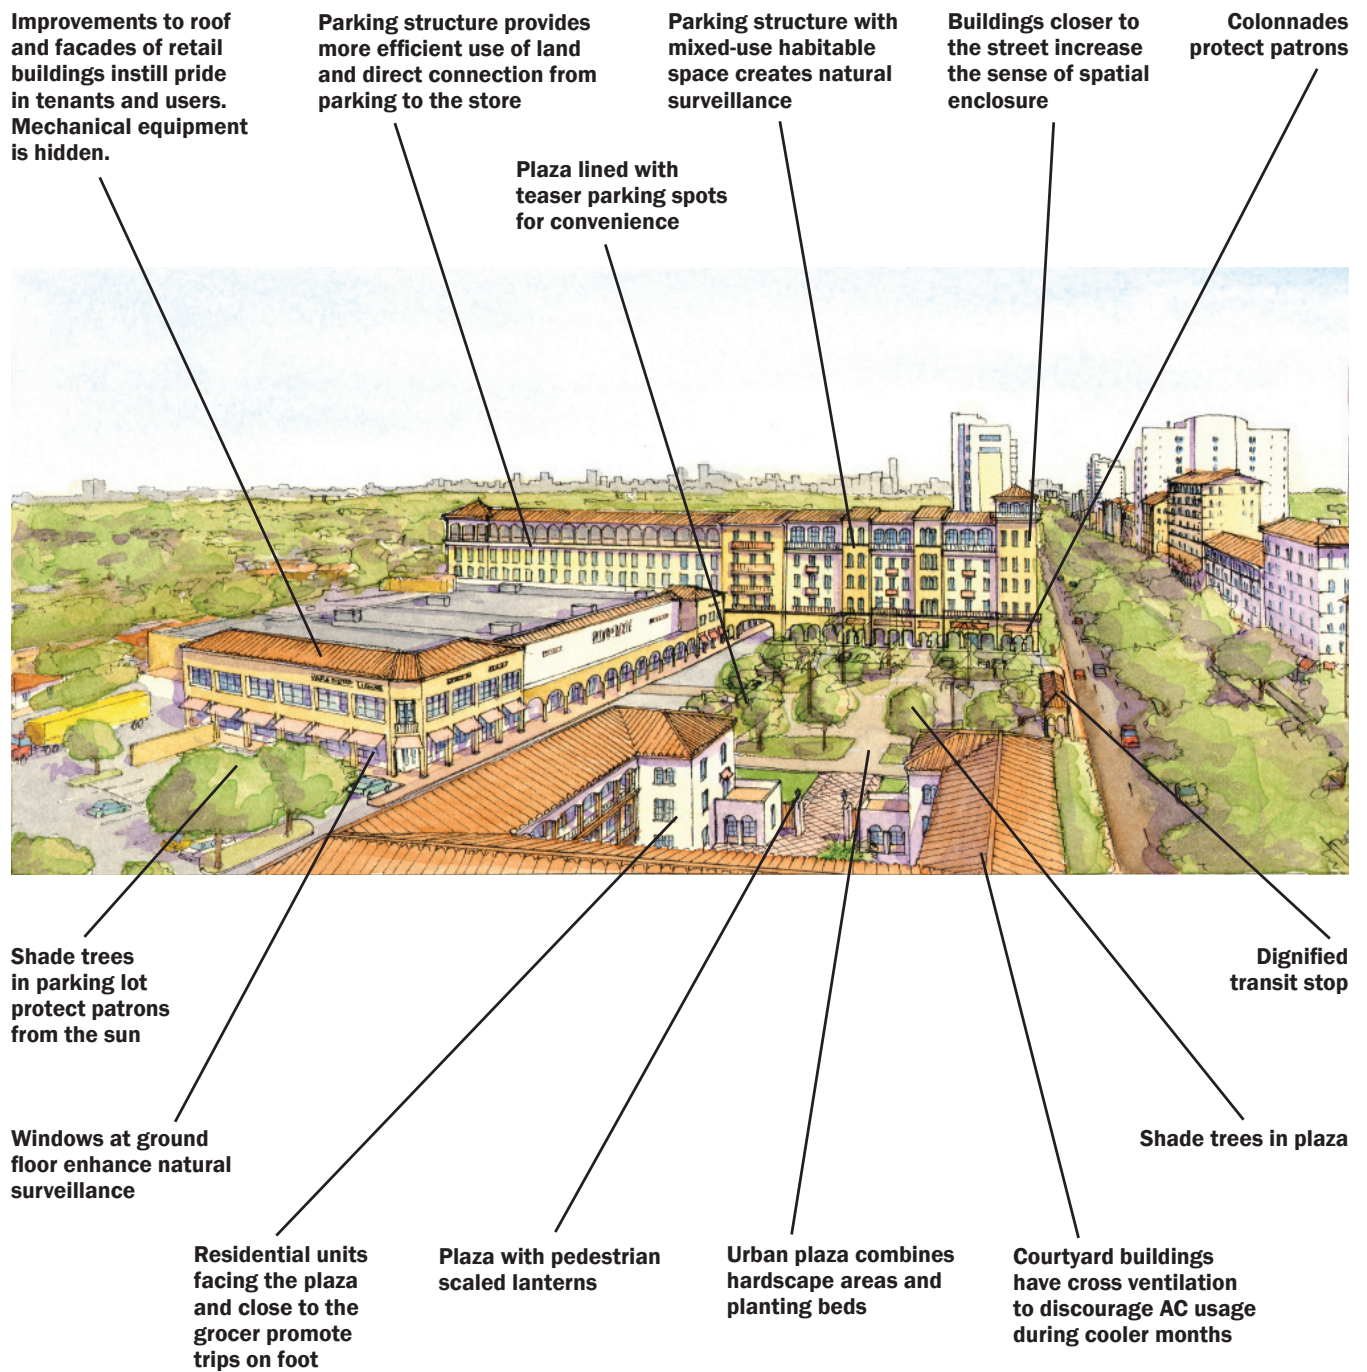 Improvements to roof
and facades of retail
buildings instill pride
in tenants and users.
Mechanical equipment
is hidden.
Parking structure provides
more efficient use of land
and direct connection from
parking to the store
Parking structure with
mixed-use habitable
space creates natural
surveillance
Buildings closer to
the street increase
the sense of spatial
enclosure
Colonnades
protect patrons
Plaza lined with
teaser parking spots
for convenience
Shade trees
in parking lot
protect patrons
from the sun
Dignified
transit stop
Windows at ground
floor enhance natural
surveillance
Shade trees in plaza
Residential units
facing the plaza
and close to the
grocer promote
trips on foot
Plaza with pedestrian
scaled lanterns
Urban plaza combines
hardscape areas and
planting beds
Courtyard buildings
have cross ventilation
to discourage AC usage
during cooler months